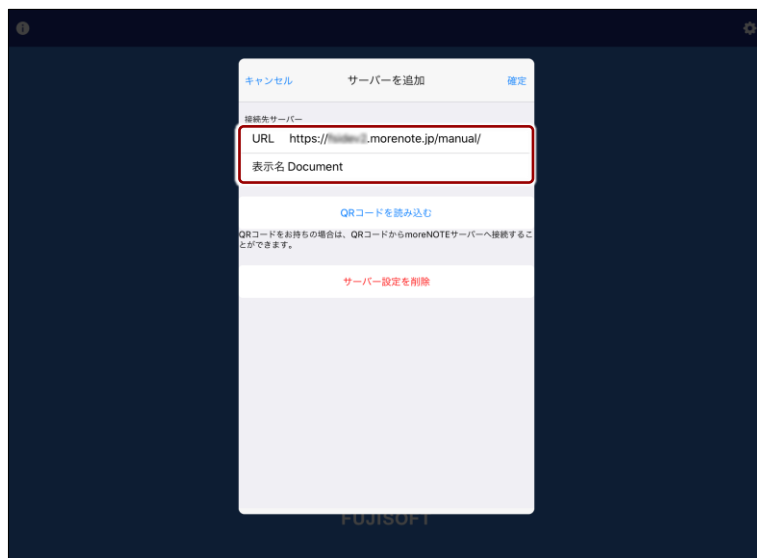 キャンセル サーバーを追加 確定
接続先サーバー
URL https:// .morenote.jp/manual/
表示名 Document
QRコードを読み込む
QRコードをお持ちの場合は、QRコードからmoreNOTEサーバーへ接続するこ
とができます。
サーバー設定を削除
FUJISOFT